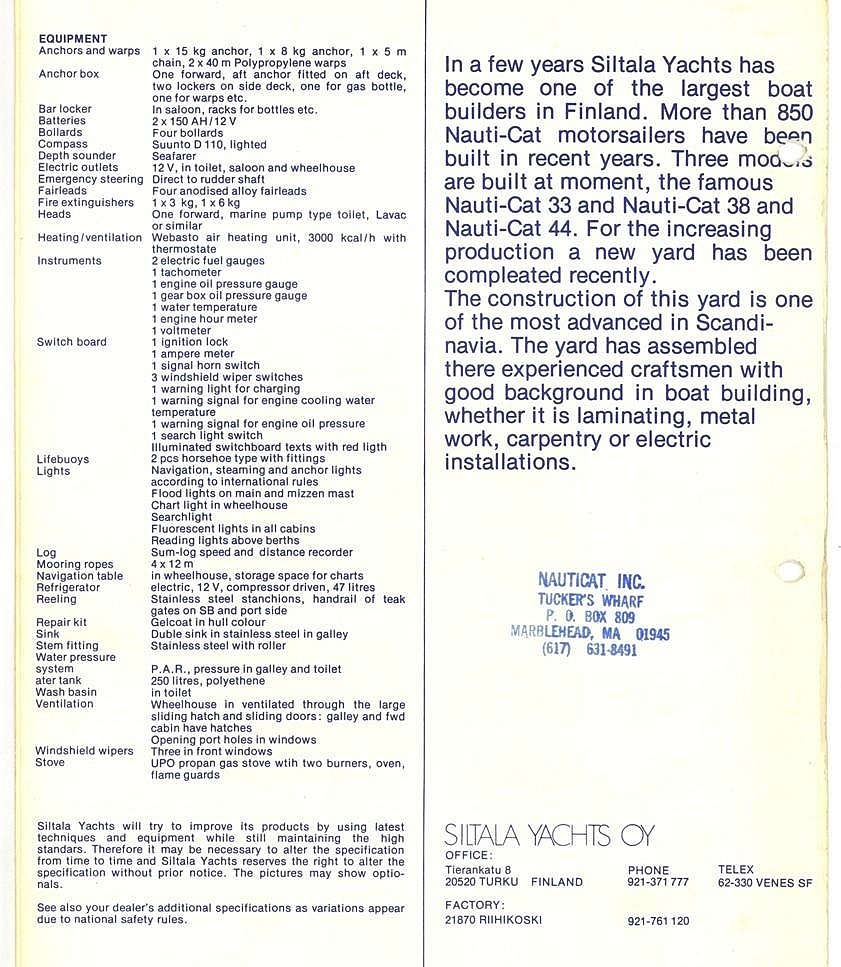 EQUIPMENT
Anchors and warps 1 x 15 kg anchor, 1 x 8 kg anchor, 1 x 5 m
chain, 2 x 40 m Polypropylene warps
Anchor box One forward, aft anchor fitted on aft deck,
two lockers on side deck, one for gas bottle,
one for warps etc.
Bar locker In saloon, racks for bottles etc.
Batteries 2 x 150 AH/12 V
Bollards Four bollards
Compass Suunto D 110, lighted
Depth sounder Seafarer
Electric outlets 12 V, in toilet, saloon and wheelhouse
Emergency steering Direct to rudder shaft
Fairleads Four anodised alloy fairleads
Fire extinguishers 1 x 3 kg, 1 x 6 kg
Heads One forward, marine pump type toilet, Lavac
or similar
Heating/ventilation Webasto air heating unit, 3000 kcal/h with
thermostate
Instruments 2 electric fuel gauges
1 tachometer
1 engine oil pressure gauge
1 gear box oil pressure gauge
1 water temperature
1 engine hour meter
1 voltmeter
Switch board 1 ignition lock
1 ampere meter
1 signal horn switch
3 windshield wiper switches
1 warning light for charging
1 warning signal for engine cooling water
temperature
1 warning signal for engine oil pressure
1 search light switch
Illuminated switchboard texts with red ligth
Lifebuoys 2 pcs horsehoe type with fittings
Lights Navigation, steaming and anchor lights
according to international rules
Flood lights on main and mizzen mast
Chart light in wheelhouse
Searchlight
Fluorescent lights in all cabins
Reading lights above berths
Log Sum-log speed and distance recorder
Mooring ropes 4 x 12 m
Navigation table in wheelhouse, storage space for charts
Refrigerator electric, 12 V, compressor driven, 47 litres
Reeling Stainless steel stanchions, handrail of teak
gates on SB and port side
Repair kit Gelcoat in hull colour
Sink Duble sink in stainless steel in galley
Stem fitting Stainless steel with roller
Water pressure
system P.A.R., pressure in galley and toilet
ater tank 250 litres, polyethene
Wash basin in toilet
Ventilation Wheelhouse in ventilated through the large
sliding hatch and sliding doors: galley and fwd
cabin have hatches
Opening port holes in windows
Windshield wipers Three in front windows
Stove UPO propan gas stove wtih two burners, oven,
flame guards
Siltala Yachts will try to improve its products by using latest
techniques and equipment while still maintaining the high
standars. Therefore it may be necessary to alter the specification
from time to time and Siltala Yachts reserves the right to alter the
specification without prior notice. The pictures may show optio-
nals.
See also your dealer's additional specifications as variations appear
due to national safety rules.
In a few years Siltala Yachts has
become one of the largest boat
builders in Finland. More than 850
Nauti-Cat motorsailers have been
built in recent years. Three models
are built at moment, the famous
Nauti-Cat 33 and Nauti-Cat 38 and
Nauti-Cat 44. For the increasing
production a new yard has been
compleated recently.
The construction of this yard is one
of the most advanced in Scandi-
navia. The yard has assembled
there experienced craftsmen with
good background in boat building,
whether it is laminating, metal
work, carpentry or electric
installations.
NAUTICAT, INC.
TUCKER'S WHARF
P. O. BOX 809
MARBLEHEAD, MA 01945
(617) 631-8491
SILTALA YACHTS OY
OFFICE:
Tierankatu 8 PHONE TELEX
20520 TURKU FINLAND 921-371 777 62-330 VENES SF
FACTORY:
21870 RIIHIKOSKI 921-761 120